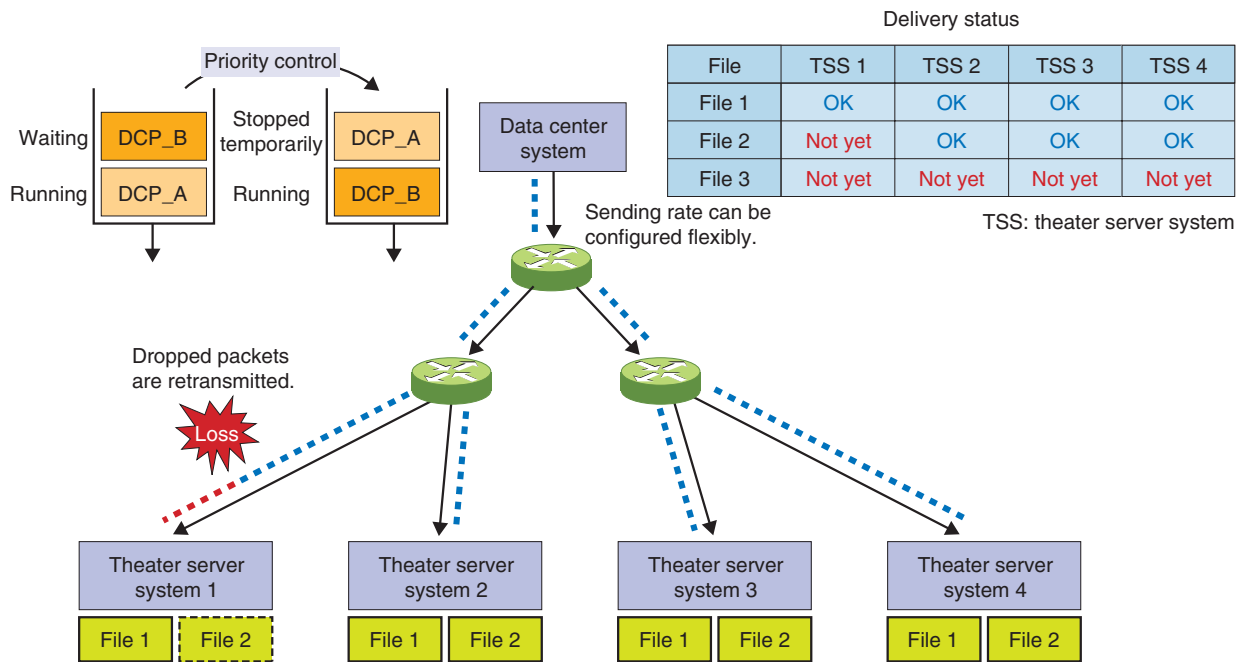 Delivery status
File TSS 1 TSS 2 TSS 3 TSS 4
File 1 OK OK OK OK
File 2 Not yet OK OK OK
File 3 Not yet Not yet Not yet Not yet
TSS: theater server system
Priority control
Waiting
DCP_B
Running
DCP_A
Stopped
temporarily
DCP_A
Running
DCP_B
Data center
system
Sending rate can be
configured flexibly.
Dropped packets
are retransmitted.
Loss
Theater server
system 1
File 1
File 2
Theater server
system 2
File 1
File 2
Theater server
system 3
File 1
File 2
Theater server
system 4
File 1
File 2